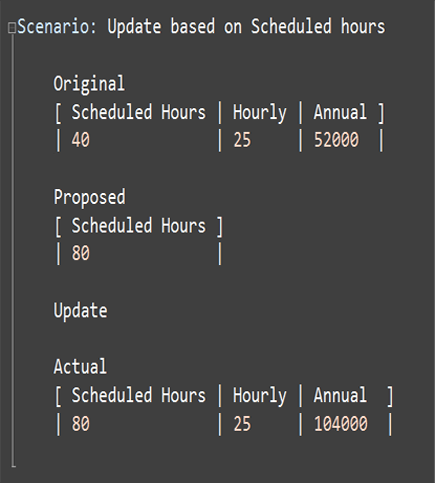 Scenario: Update based on Scheduled hours
Original
[ Scheduled Hours | Hourly | Annual ]
| 40 | 25 | 52000 |
Proposed
[ Scheduled Hours ]
| 80 |
Update
Actual
[ Scheduled Hours | Hourly | Annual ]
| 80 | 25 | 104000 |